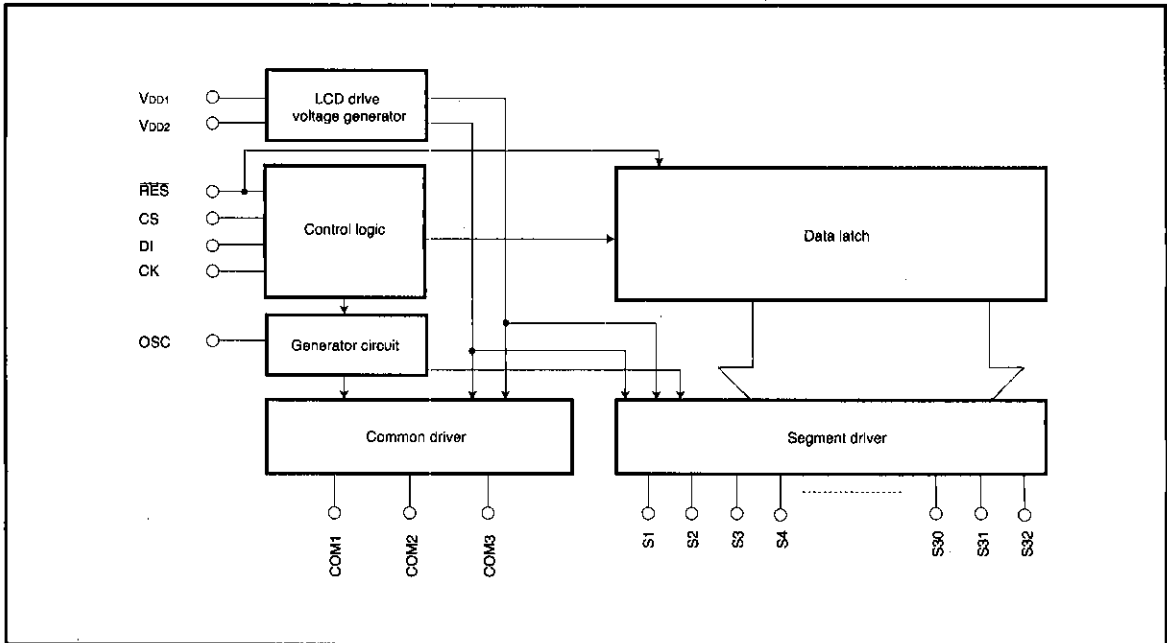 VDD1
VDD2
LCD drive
voltage generator
R̅E̅S̅
CS
DI
CK
Control logic
Data latch
OSC
Generator circuit
Common driver
Segment driver
COM1
COM2
COM3
S1
S2
S3
S4
S30
S31
S32